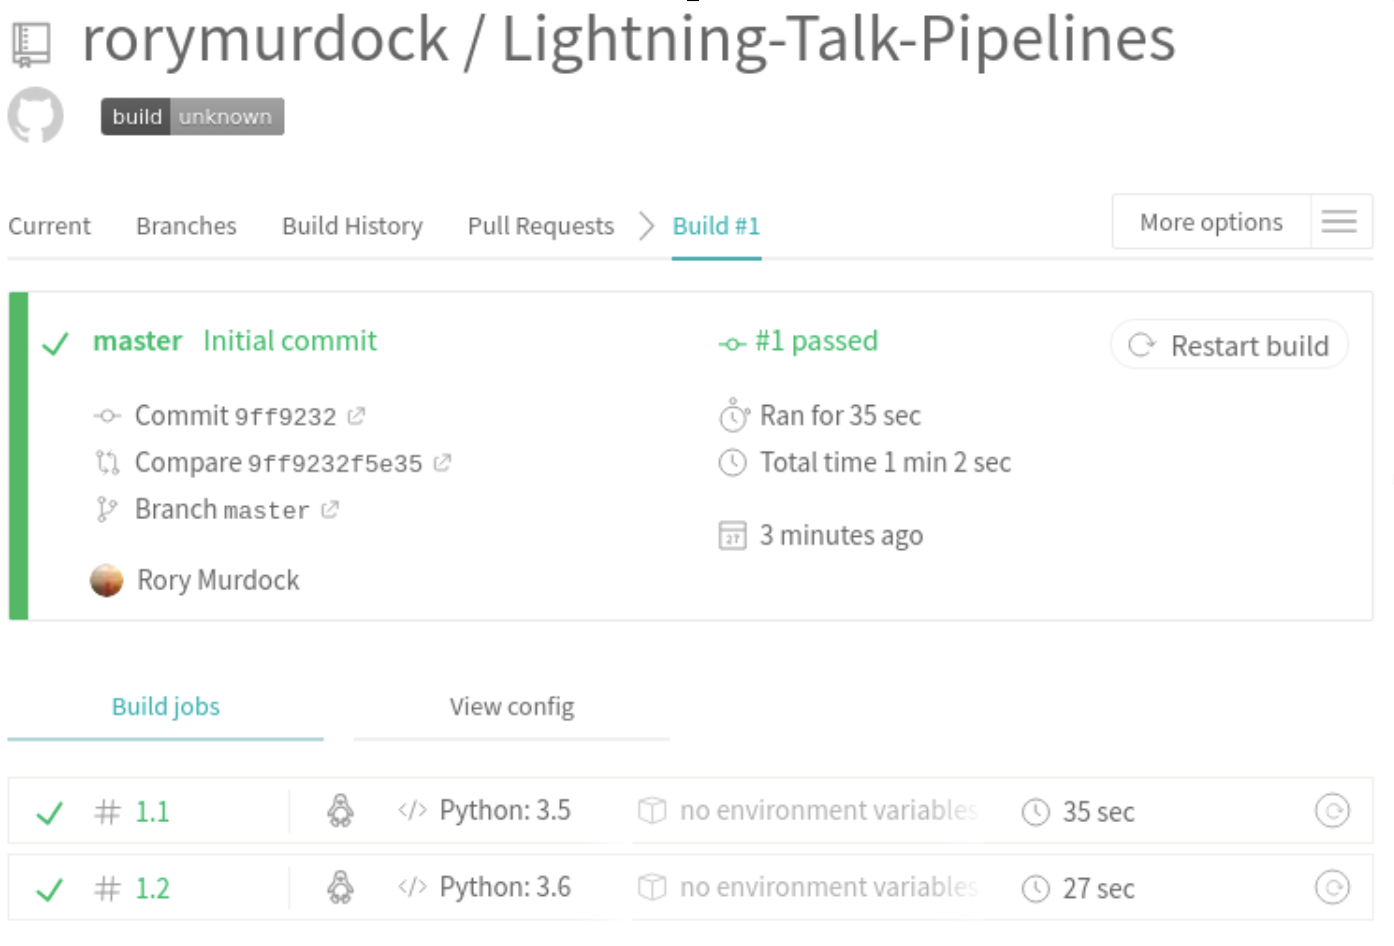 rorymurdock / Lightning-Talk-Pipelines
build unknown
Current Branches Build History Pull Requests Build #1 More options
master Initial commit #1 passed Restart build
Commit 9ff9232 Ran for 35 sec
Compare 9ff9232f5e35 Total time 1 min 2 sec
Branch master
3 minutes ago
Rory Murdock
Build jobs View config
# 1.1 </> Python: 3.5 no environment variables 35 sec
# 1.2 </> Python: 3.6 no environment variables 27 sec